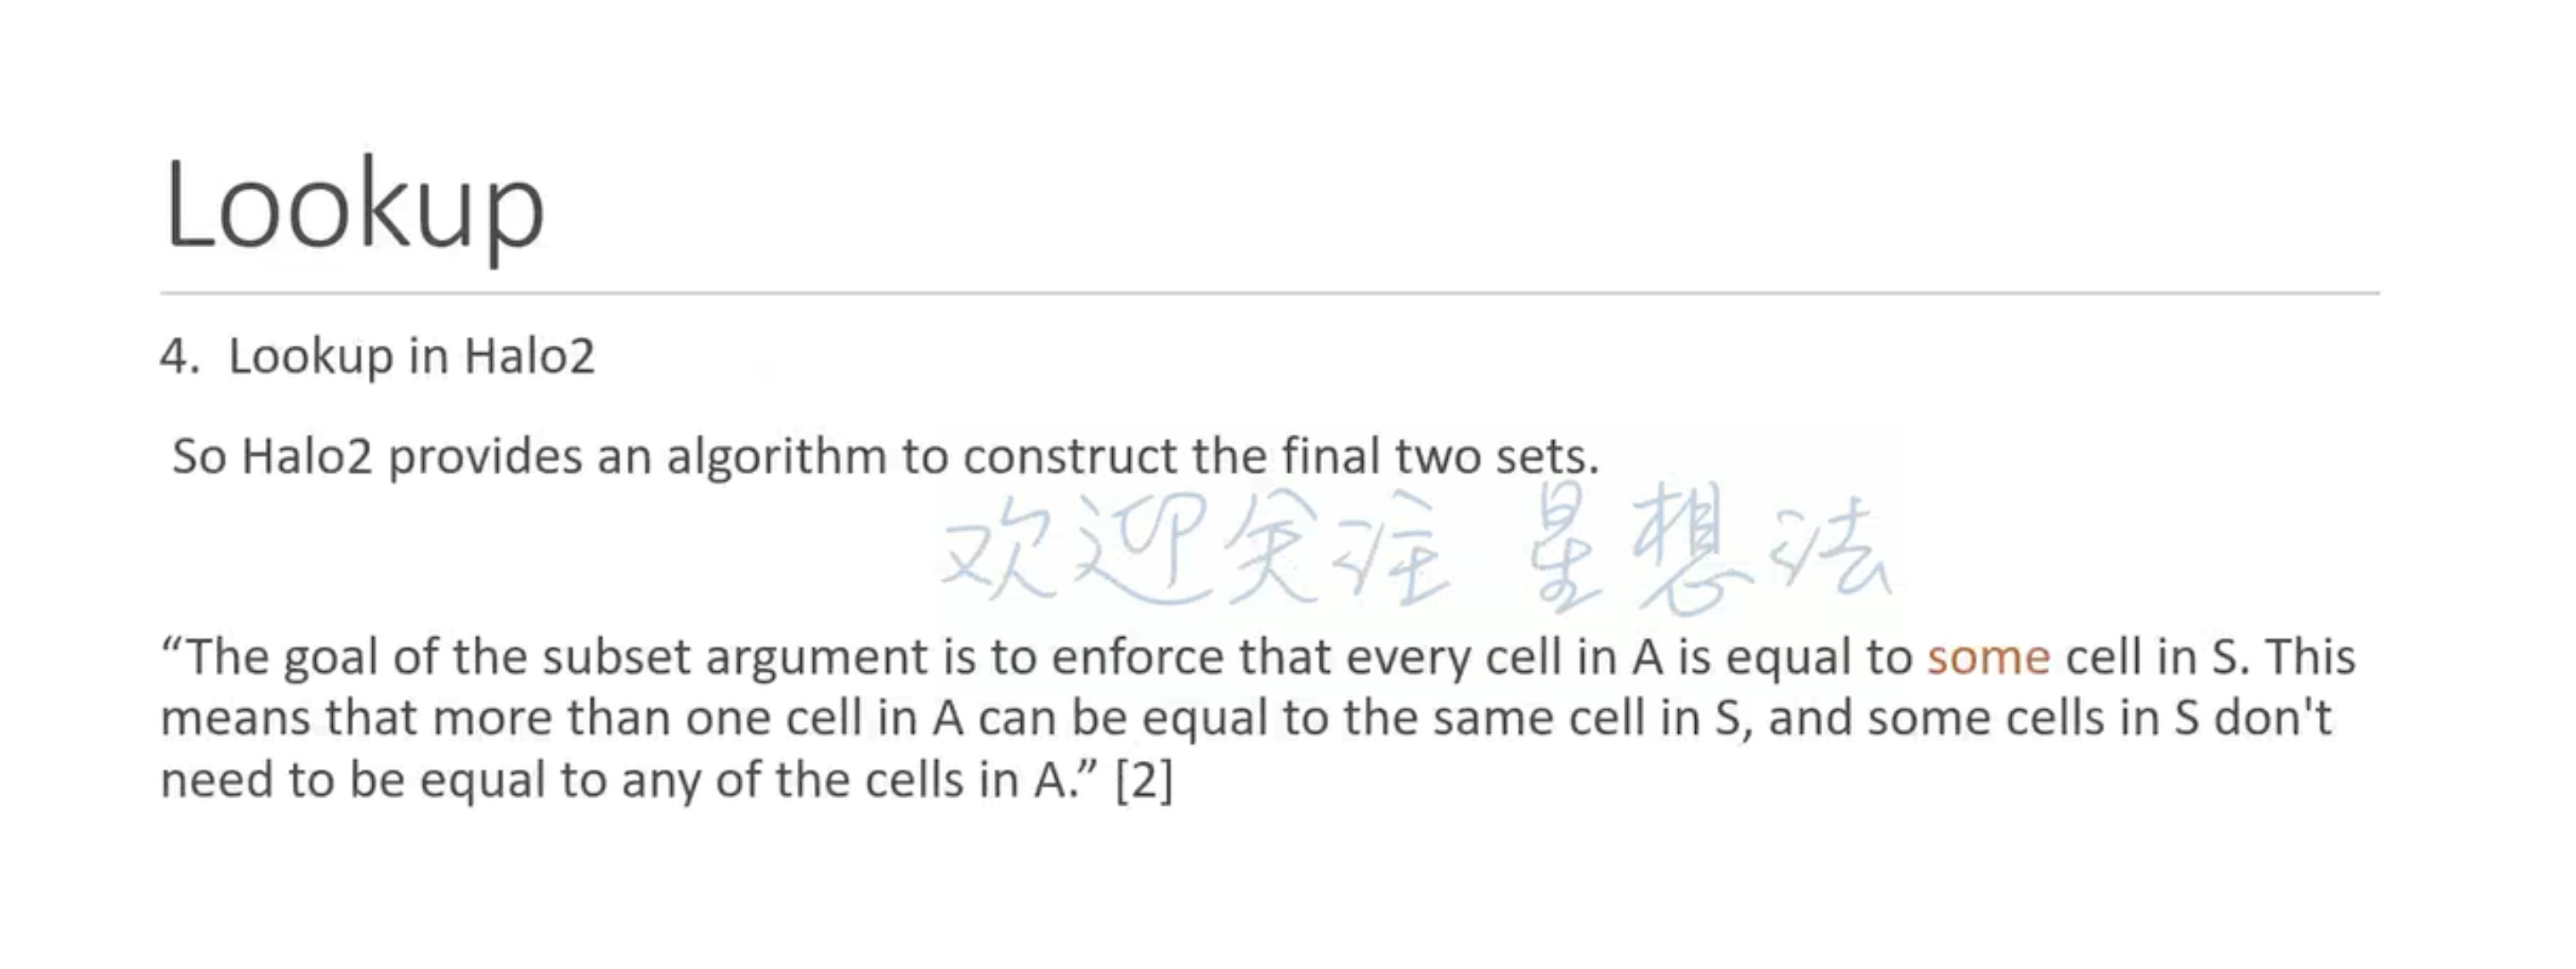 Lookup
4. Lookup in Halo2
So Halo2 provides an algorithm to construct the final two sets.
欢迎关注 星想法
“The goal of the subset argument is to enforce that every cell in A is equal to some cell in S. This
means that more than one cell in A can be equal to the same cell in S, and some cells in S don't
need to be equal to any of the cells in A.” [2]